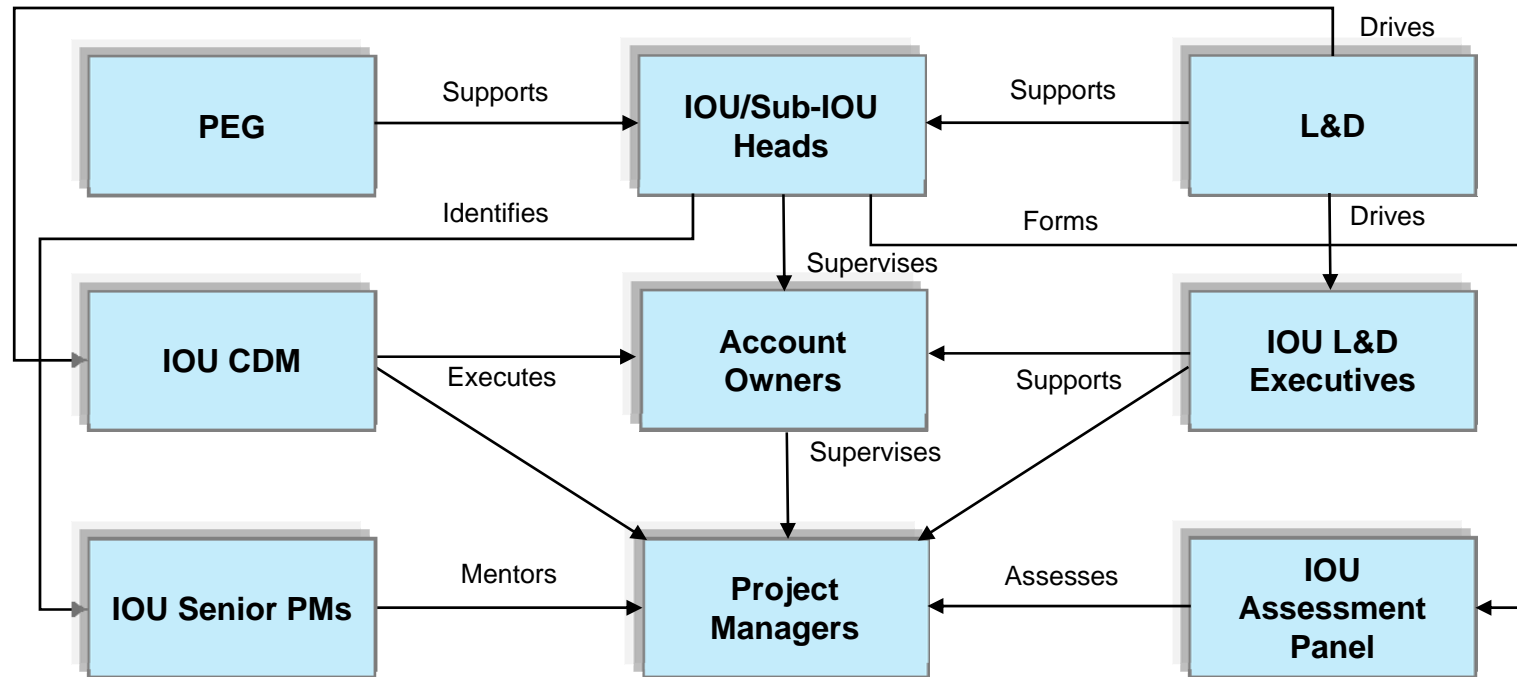 Drives
PEG
Supports
IOU/Sub-IOU
Heads
Supports
L&D
Identifies
Forms
Drives
Supervises
IOU CDM
Executes
Account
Owners
Supports
IOU L&D
Executives
Supervises
IOU Senior PMs
Mentors
Project
Managers
Assesses
IOU
Assessment
Panel